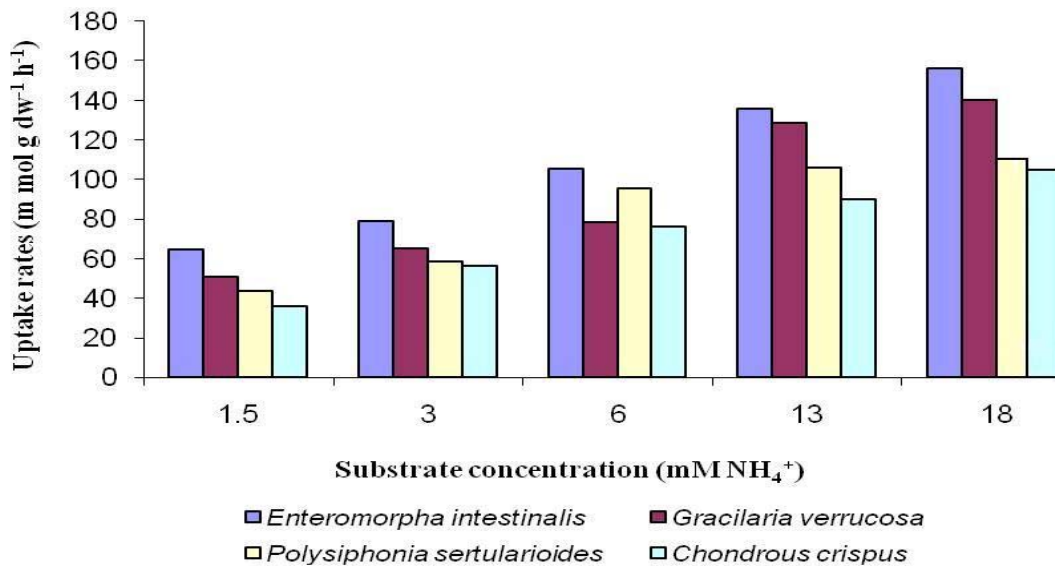 180
160
140
120
100
80
60
40
20
0
Uptake rates (m mol g dw⁻¹ h⁻¹)
1.5 3 6 13 18
Substrate concentration (mM NH₄⁺)
Enteromorpha intestinalis Gracilaria verrucosa
Polysiphonia sertularioides Chondrous crispus